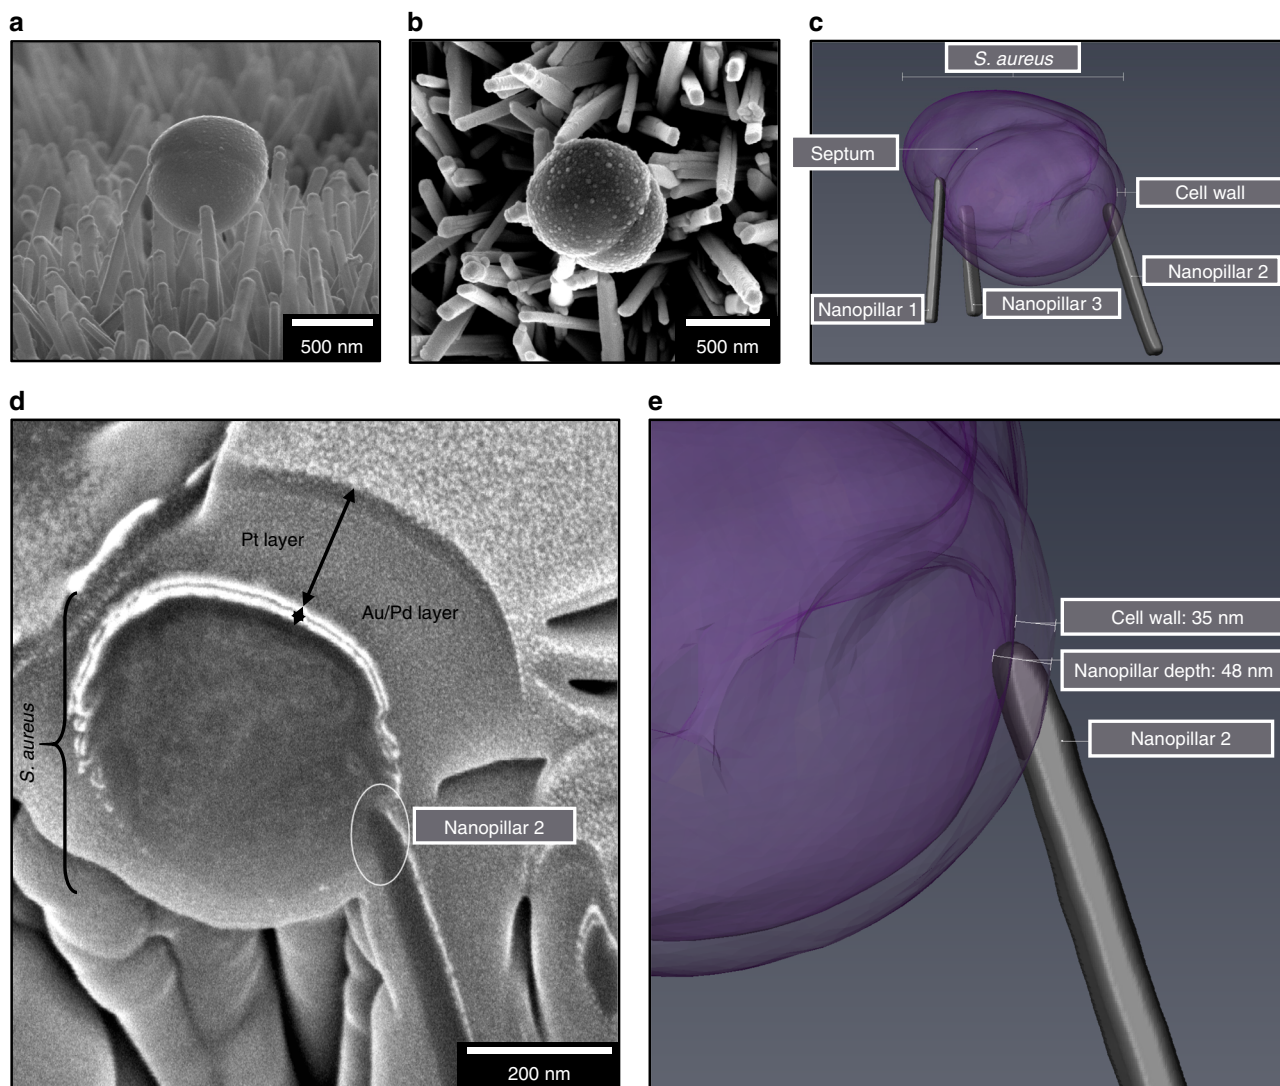 a
b
c
500 nm
500 nm
S. aureus
Septum
Cell wall
Nanopillar 2
Nanopillar 1
Nanopillar 3
d
e
Pt layer
Au/Pd layer
S. aureus
Nanopillar 2
200 nm
Cell wall: 35 nm
Nanopillar depth: 48 nm
Nanopillar 2